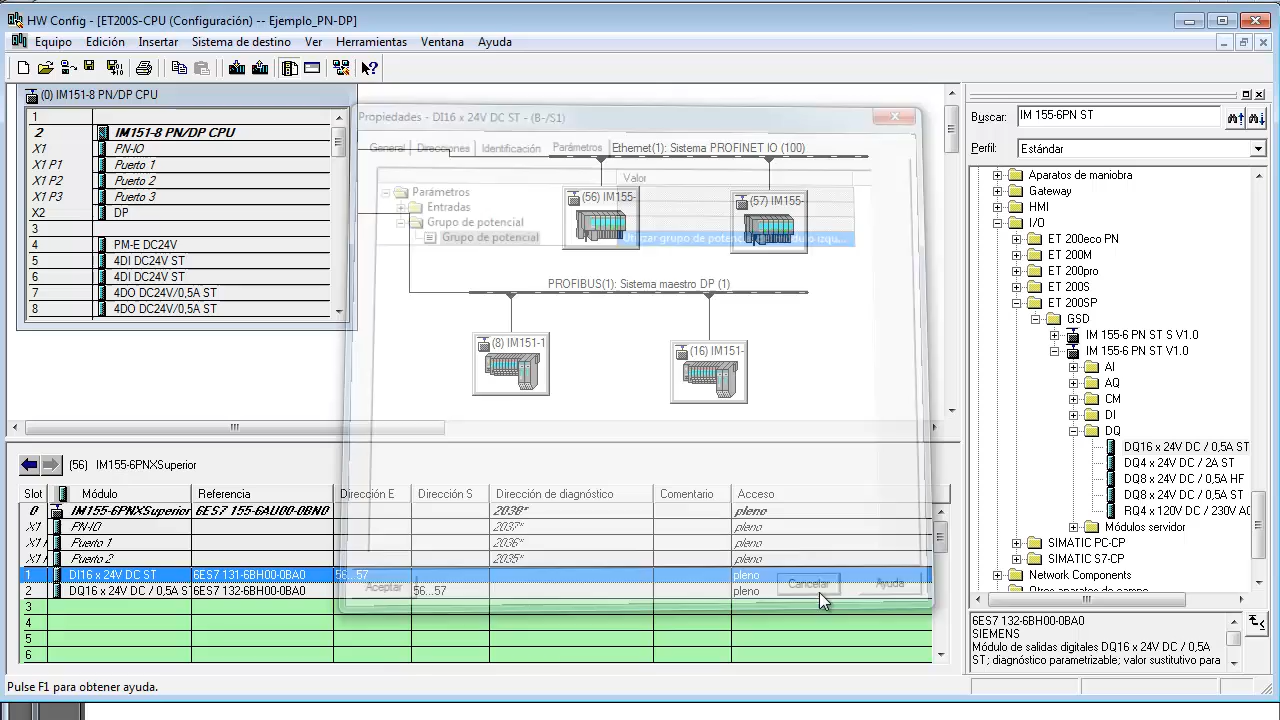 HW Config - [ET200S-CPU (Configuración) -- Ejemplo_PN-DP]
Equipo Edición Insertar Sistema de destino Ver Herramientas Ventana Ayuda
(0) IM151-8 PN/DP CPU
1
2 IM151-8 PN/DP CPU
X1 PN-IO
X1 P1 Puerto 1
X1 P2 Puerto 2
X1 P3 Puerto 3
X2 DP
3
4 PM-E DC24V
5 4DI DC24V ST
6 4DI DC24V ST
7 4DO DC24V/0,5A ST
8 4DO DC24V/0,5A ST
Propiedades - DI16 x 24V DC ST - (B-/S1)
General Direcciones Identificación Parámetros
Valor
Parámetros
Entradas
Grupo de potencial
Grupo de potencial
Utilizar grupo de poten
izqu...
Aceptar Cancelar Ayuda
Ethernet(1): Sistema PROFINET IO (100)
(56) IM155-
(57) IM155-
PROFIBUS(1): Sistema maestro DP (1)
(8) IM151-1
(16) IM151-
Buscar: IM 155-6PN ST
Perfil: Estándar
Aparatos de maniobra
Gateway
HMI
I/O
ET 200eco PN
ET 200M
ET 200pro
ET 200S
ET 200SP
GSD
IM 155-6 PN ST S V1.0
IM 155-6 PN ST V1.0
AI
AQ
CM
DI
DQ
DQ16 x 24V DC / 0,5A ST
DQ4 x 24V DC / 2A ST
DQ8 x 24V DC / 0,5A HF
DQ8 x 24V DC / 0,5A ST
RQ4 x 120V DC / 230V AC
Módulos servidor
SIMATIC PC-CP
SIMATIC S7-CP
Network Components
Otros aparatos de campo
6ES7 132-6BH00-0BA0
SIEMENS
Módulo de salidas digitales DQ16 x 24V DC / 0,5A
ST; diagnóstico parametrizable; valor sustitutivo para
(56) IM155-6PNXSuperior
Slot Módulo Referencia Dirección E Dirección S Dirección de diagnóstico Comentario Acceso
0 IM155-6PNXSuperior 6ES7 155-6AU00-0BN0 2038* pleno
X1 PN-IO 2037* pleno
X1 Puerto 1 2036* pleno
X1 Puerto 2 2035* pleno
1 DI16 x 24V DC ST 6ES7 131-6BH00-0BA0 56...57 pleno
2 DQ16 x 24V DC / 0,5A S 6ES7 132-6BH00-0BA0 56...57 pleno
3
4
5
6
Pulse F1 para obtener ayuda.